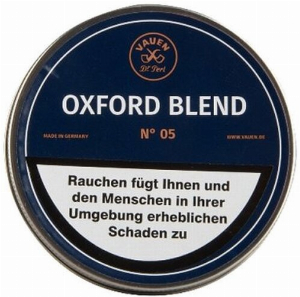 VAUEN
Dr Perl
OXFORD BLEND
MADE IN GERMANY
N° 05
WWW.VAUEN.DE
Rauchen fügt Ihnen und
den Menschen in Ihrer
Umgebung erheblichen
Schaden zu